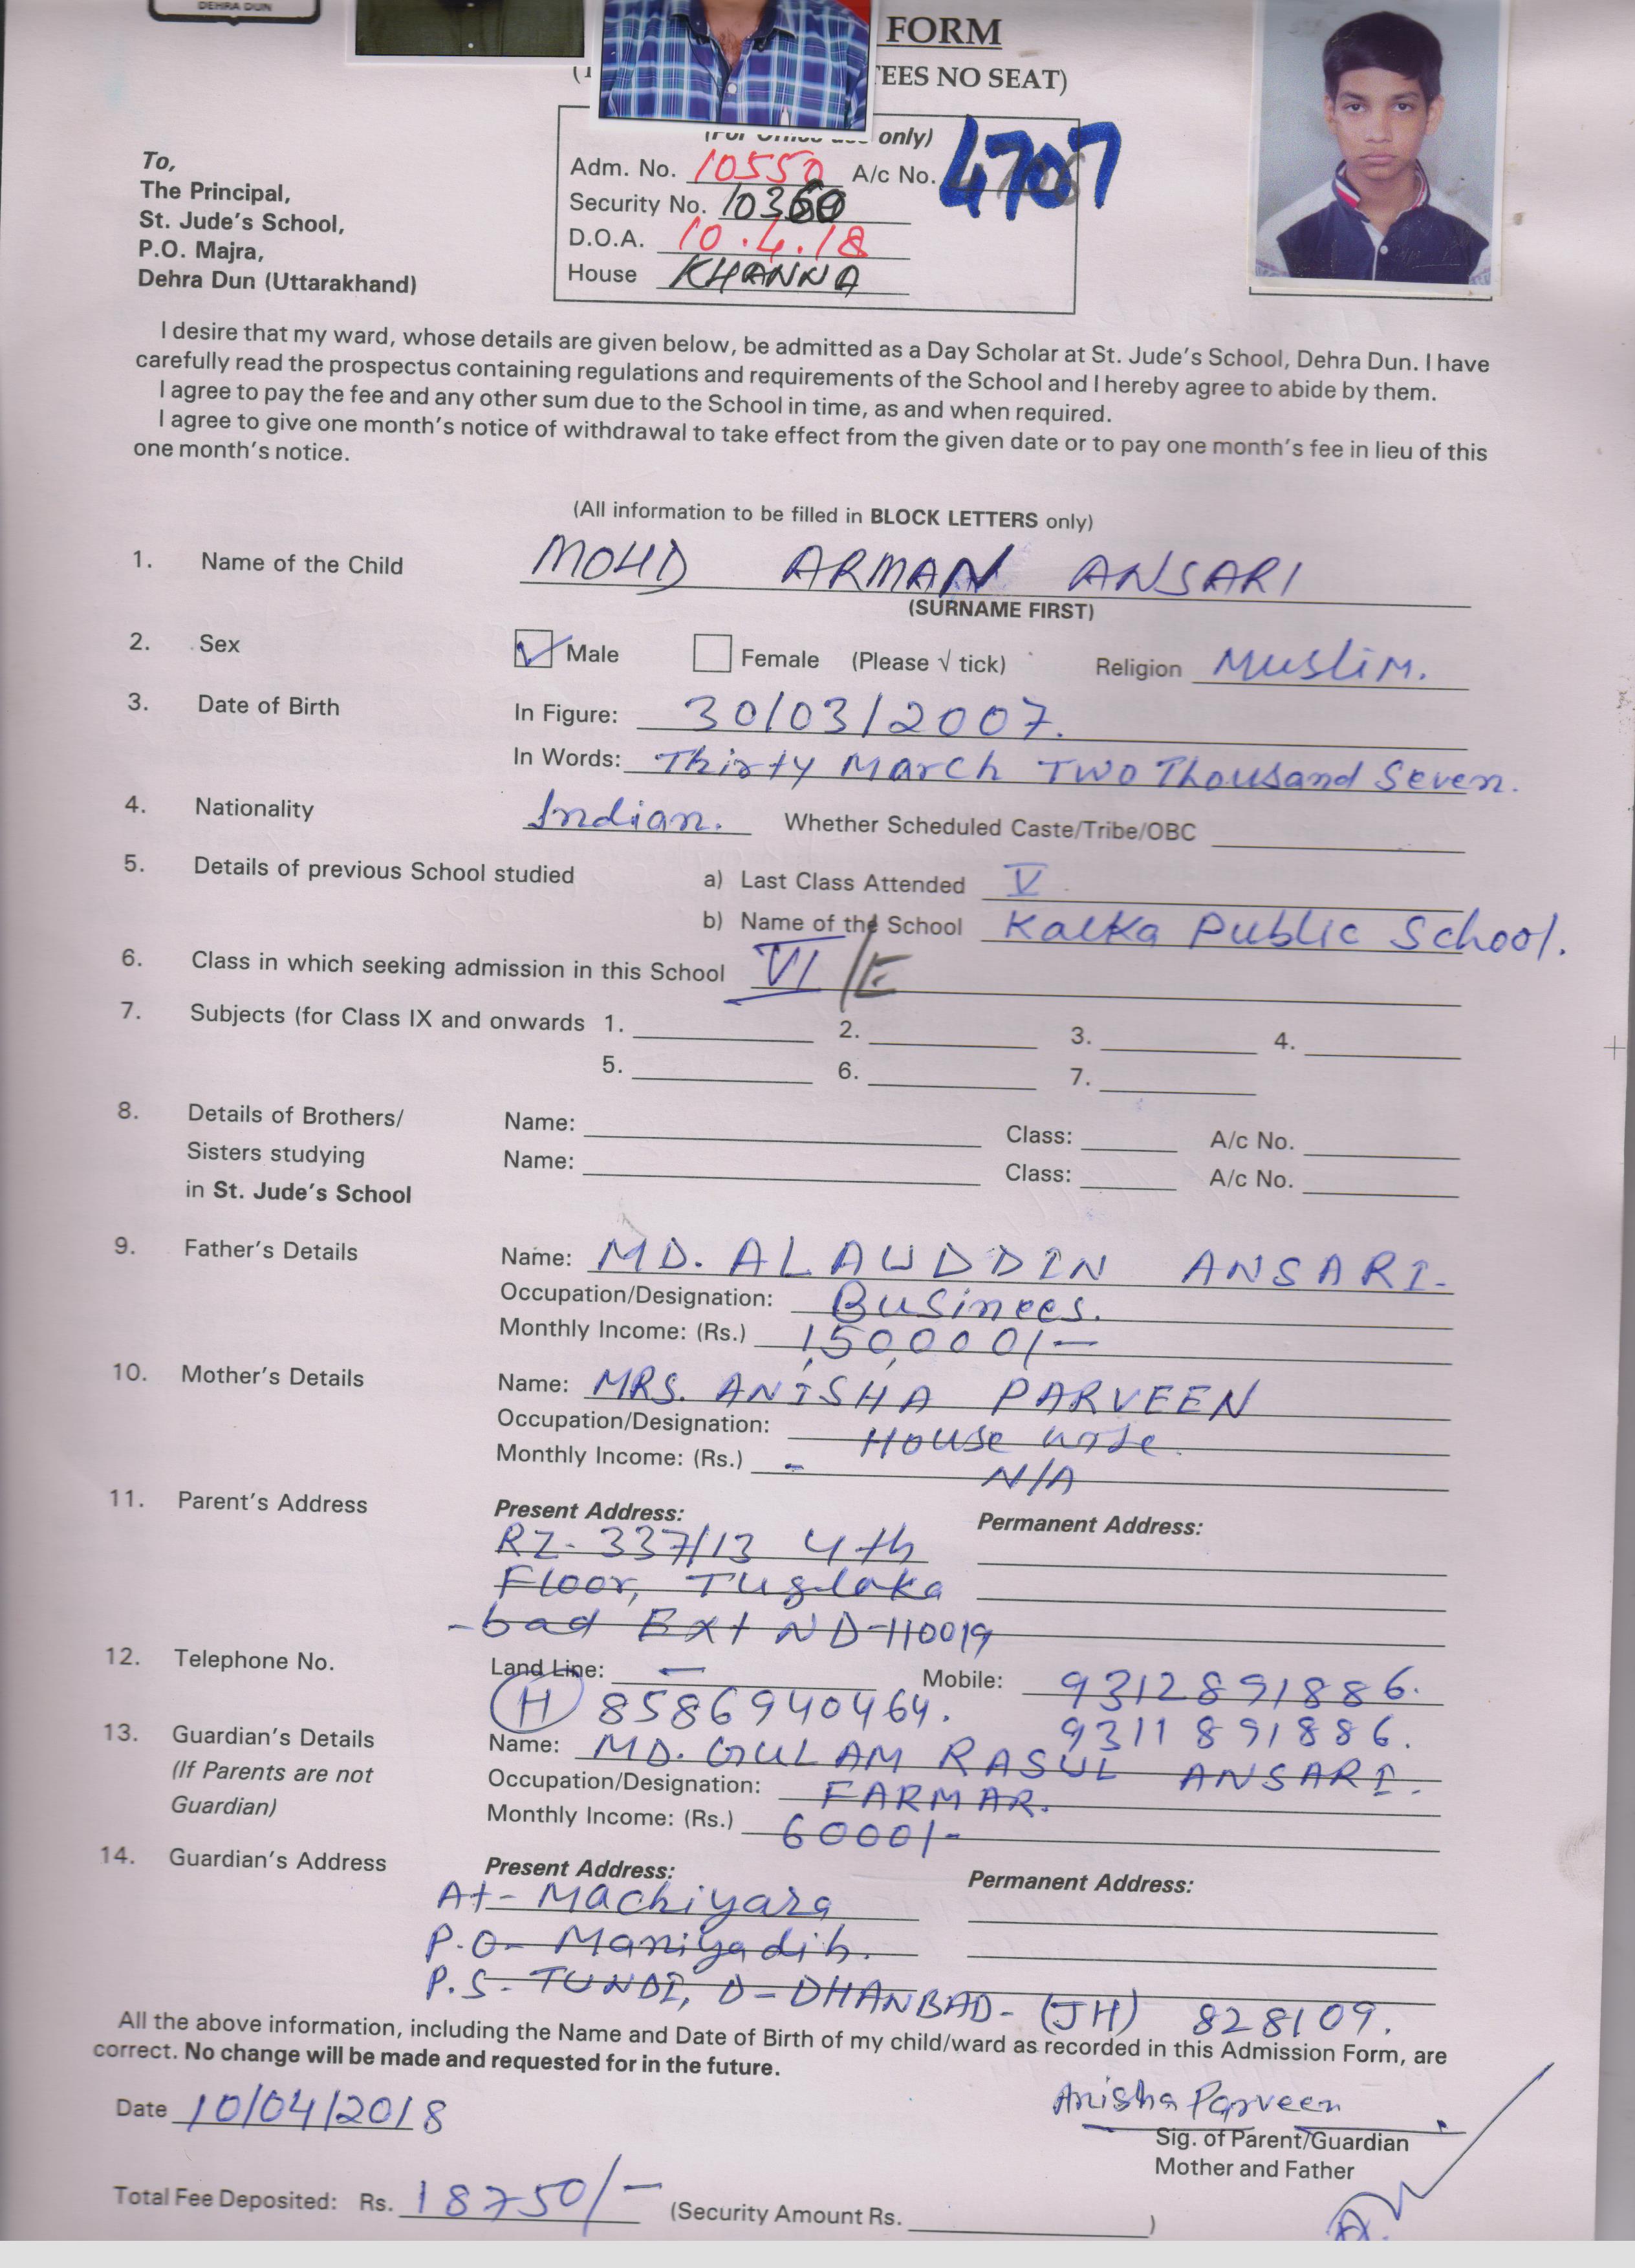 DEHRA DUN
FORM
TEES NO SEAT)
only)
Adm. No. 10550 A/c No. 4707
Security No. 10360
D.O.A. 10.4.18
House KHANNA
To,
The Principal,
St. Jude's School,
P.O. Majra,
Dehra Dun (Uttarakhand)
I desire that my ward, whose details are given below, be admitted as a Day Scholar at St. Jude's School, Dehra Dun. I have
carefully read the prospectus containing regulations and requirements of the School and I hereby agree to abide by them.
I agree to pay the fee and any other sum due to the School in time, as and when required.
I agree to give one month's notice of withdrawal to take effect from the given date or to pay one month's fee in lieu of this
one month's notice.
(All information to be filled in BLOCK LETTERS only)
1. Name of the Child MOHD ARMAN ANSARI
(SURNAME FIRST)
2. Sex Male Female (Please √ tick) Religion Muslim.
3. Date of Birth In Figure: 30/03/2007.
In Words: Thirty March Two Thousand Seven.
4. Nationality Indian. Whether Scheduled Caste/Tribe/OBC
5. Details of previous School studied a) Last Class Attended V
b) Name of the School Kalka Public School.
6. Class in which seeking admission in this School VI/E
7. Subjects (for Class IX and onwards 1. 2. 3. 4.
5. 6. 7.
8. Details of Brothers/ Name: Class: A/c No.
Sisters studying Name: Class: A/c No.
in St. Jude's School
9. Father's Details Name: MD. ALAUDDIN ANSARI.
Occupation/Designation: Businees.
Monthly Income: (Rs.) 1,50,000/-
10. Mother's Details Name: MRS. ANISHA PARVEEN
Occupation/Designation: House wife.
Monthly Income: (Rs.) - N/A
11. Parent's Address Present Address: Permanent Address:
RZ-337/13 4th
Floor, Tuglaka
-bad Ext ND-110019
12. Telephone No. Land Line: — Mobile: 9312891886.
(H) 8586940464. 9311891886.
13. Guardian's Details Name: MD. GULAM RASUL ANSARI.
(If Parents are not Occupation/Designation: FARMAR.
Guardian) Monthly Income: (Rs.) 6000/-
14. Guardian's Address Present Address: Permanent Address:
At- Machiyara
P.O- Maniyadih.
P.S- TUNDI, D- DHANBAD- (JH) 828109.
All the above information, including the Name and Date of Birth of my child/ward as recorded in this Admission Form, are
correct. No change will be made and requested for in the future.
Date 10/04/2018 Anisha Parveen
Sig. of Parent/Guardian
Mother and Father
Total Fee Deposited: Rs. 18750/- (Security Amount Rs. )